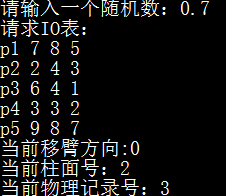 请输入一个随机数：0.7
请求IO表：
p1 7 8 5
p2 2 4 3
p3 6 4 1
p4 3 3 2
p5 9 8 7
当前移臂方向:0
当前柱面号：2
当前物理记录号：3